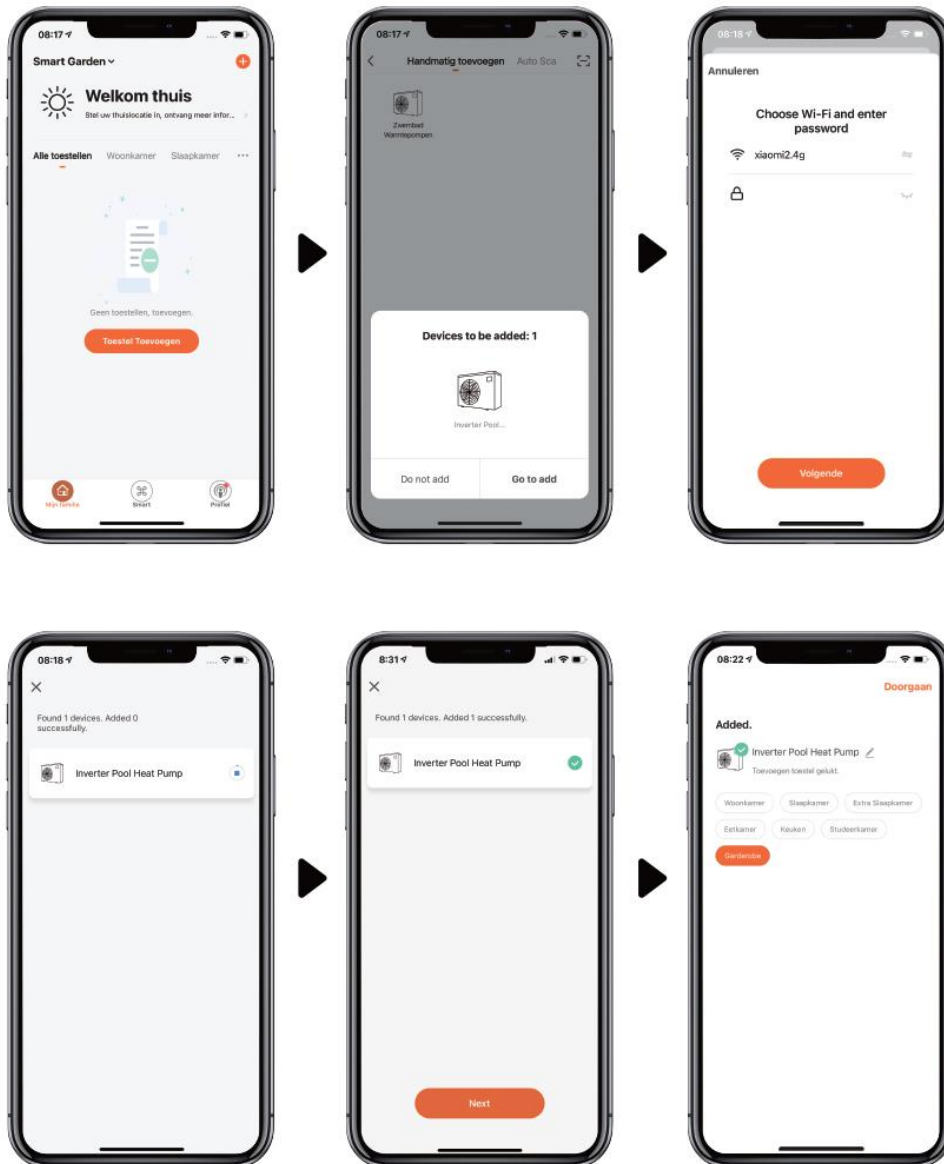 08:17
Smart Garden
Welkom thuis
Stel uw thuislocatie in, ontvang meer infor...
Alle toestellen Woonkamer Slaapkamer ...
Geen toestellen, toevoegen.
Toestel Toevoegen
Mijn familie Smart Profiel
08:17
Handmatig toevoegen Auto Sca
Zwembad
Warmtepompen
Devices to be added: 1
Inverter Pool...
Do not add Go to add
08:18
Annuleren
Choose Wi-Fi and enter
password
xiaomi2.4g
Volgende
08:18
Found 1 devices. Added 0
successfully.
Inverter Pool Heat Pump
8:31
Found 1 devices. Added 1 successfully.
Inverter Pool Heat Pump
Next
08:22
Doorgaan
Added.
Inverter Pool Heat Pump
Toevoegen toestel gelukt.
Woonkamer Slaapkamer Extra Slaapkamer
Eetkamer Keuken Studeerkamer